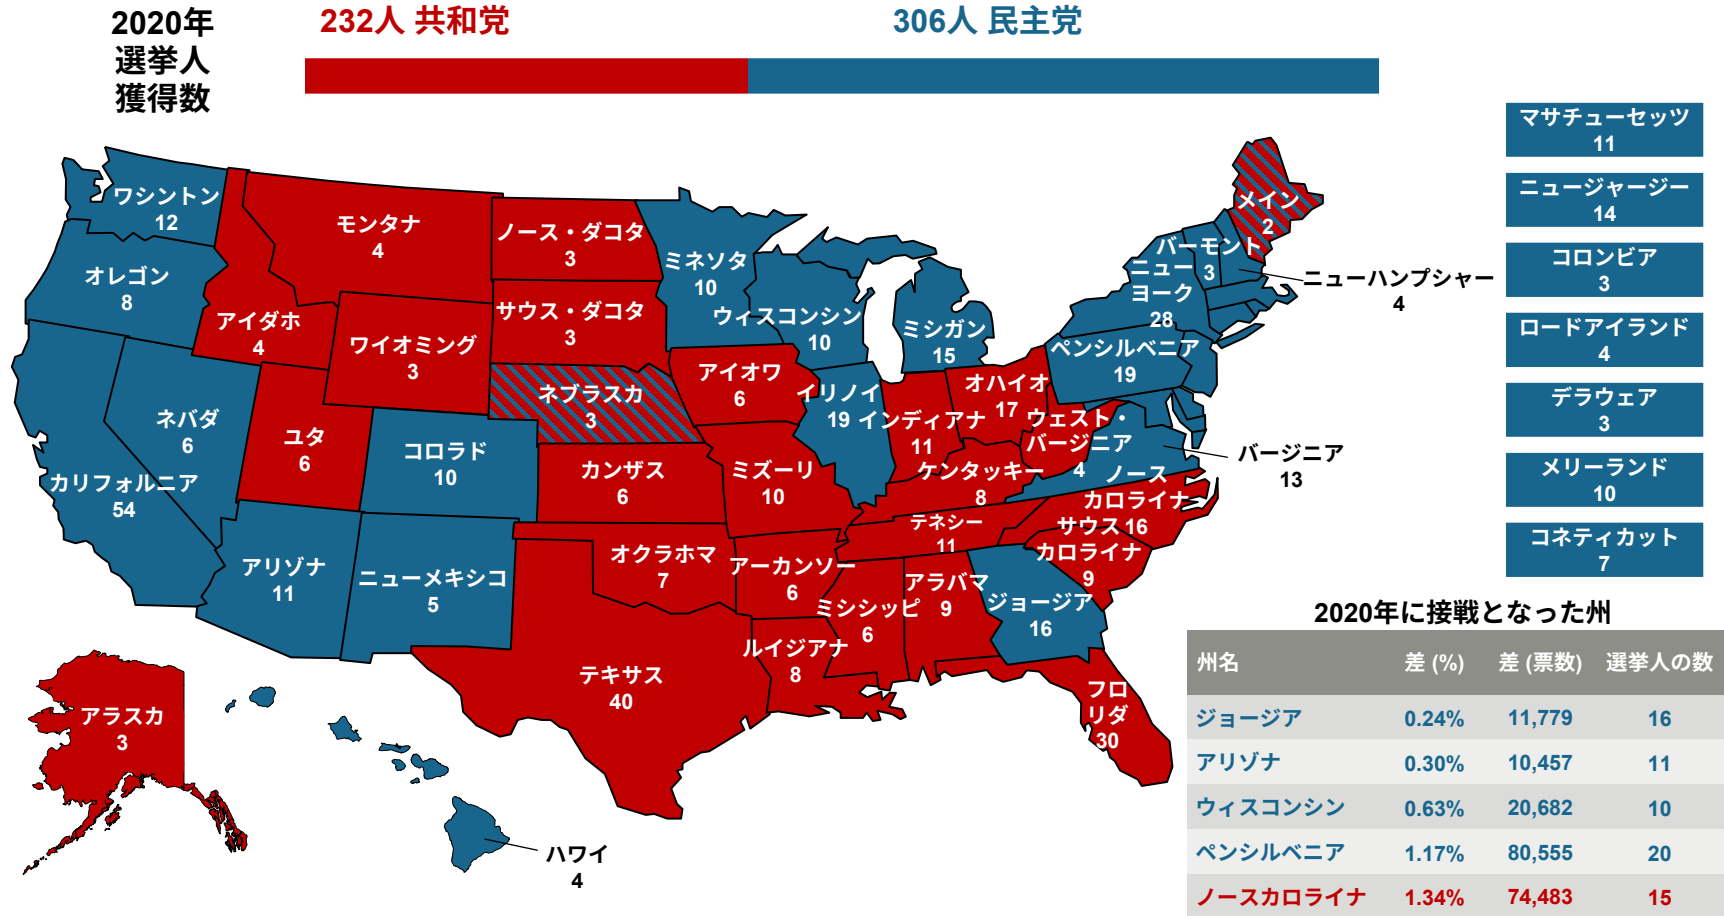 2020年
選挙人
獲得数
232人 共和党
306人 民主党
マサチューセッツ
11
ニュージャージー
14
コロンビア
3
ロードアイランド
4
デラウェア
3
メリーランド
10
コネティカット
7
ワシントン
12
オレゴン
8
カリフォルニア
54
ネバダ
6
アイダホ
4
モンタナ
4
ワイオミング
3
ユタ
6
コロラド
10
アリゾナ
11
ニューメキシコ
5
ノース・ダコタ
3
サウス・ダコタ
3
ネブラスカ
3
カンザス
6
オクラホマ
7
テキサス
40
ミネソタ
10
アイオワ
6
ミズーリ
10
アーカンソー
6
ルイジアナ
8
ウィスコンシン
10
イリノイ
19
ミシガン
15
インディアナ
11
オハイオ
17
ケンタッキー
8
テネシー
11
ミシシッピ
6
アラバマ
9
ジョージア
16
フロ
リダ
30
サウス
カロライナ
9
ノース
カロライナ
16
ウェスト・
バージニア
4
バージニア
13
ペンシルベニア
19
ニュー
ヨーク
28
バーモント
3
ニューハンプシャー
4
メイン
2
アラスカ
3
ハワイ
4
2020年に接戦となった州
州名 差 (%) 差 (票数) 選挙人の数
ジョージア 0.24% 11,779 16
アリゾナ 0.30% 10,457 11
ウィスコンシン 0.63% 20,682 10
ペンシルベニア 1.17% 80,555 20
ノースカロライナ 1.34% 74,483 15